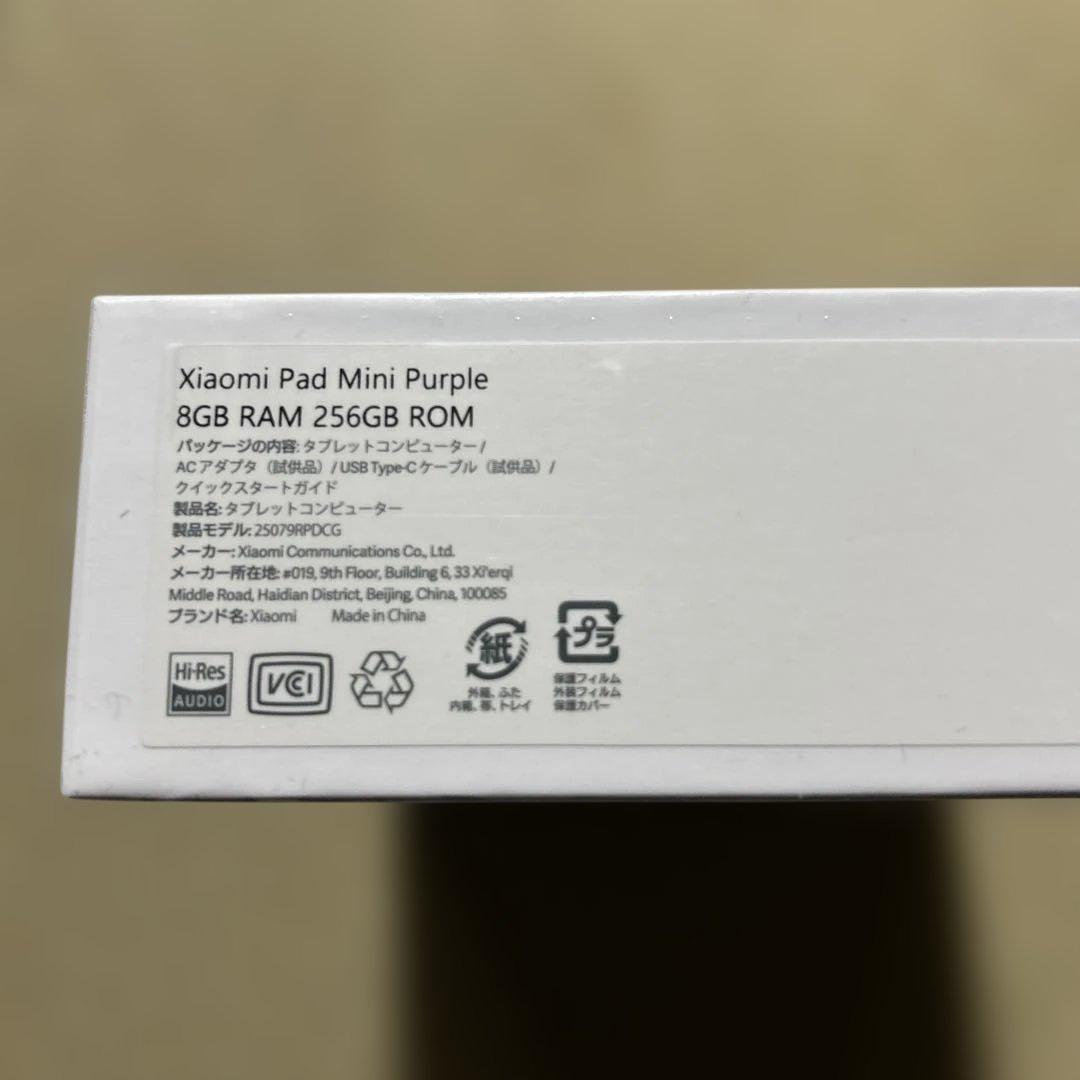 Xiaomi Pad Mini Purple
8GB RAM 256GB ROM
パッケージの内容: タブレットコンピューター /
AC アダプタ（試供品）/ USB Type-C ケーブル（試供品）/
クイックスタートガイド
製品名: タブレットコンピューター
製品モデル: 25079RPDCG
メーカー: Xiaomi Communications Co., Ltd.
メーカー所在地: #019, 9th Floor, Building 6, 33 Xi'erqi
Middle Road, Haidian District, Beijing, China, 100085
ブランド名: Xiaomi Made in China
Hi-Res
AUDIO
VCCI
紙
外箱、ふた
内箱、帯、トレイ
プラ
保護フィルム
外装フィルム
保護カバー